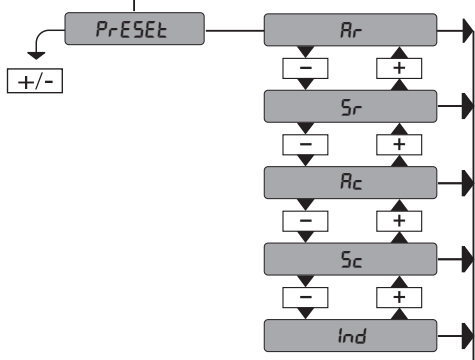 PrESEt Ar
+/-
- +
Sr
- +
Ac
- +
Sc
- +
Ind